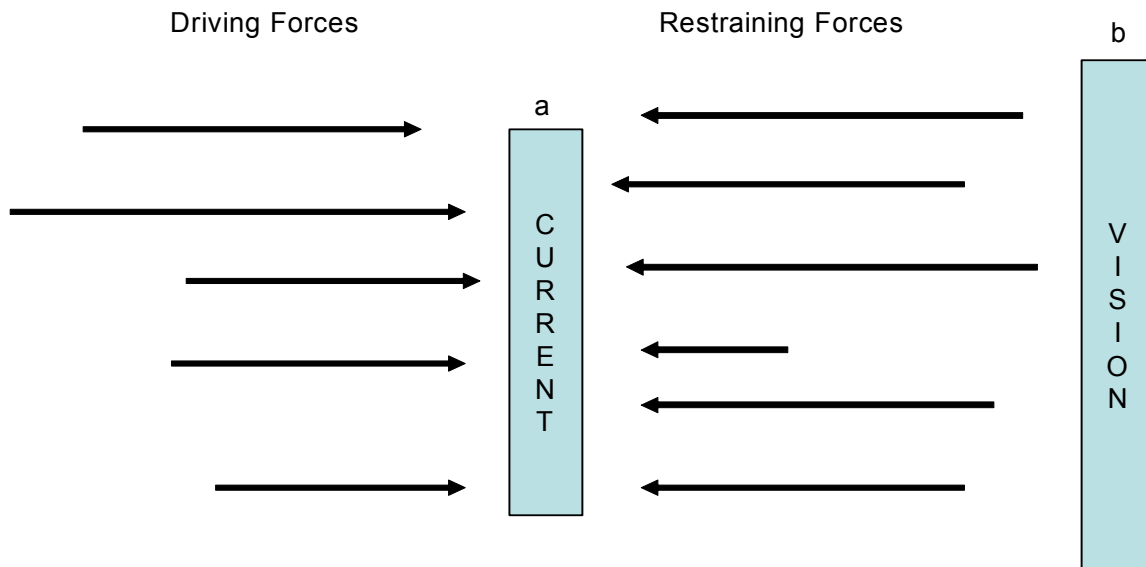 Driving Forces
Restraining Forces
b
a
C
U
R
R
E
N
T
V
I
S
I
O
N